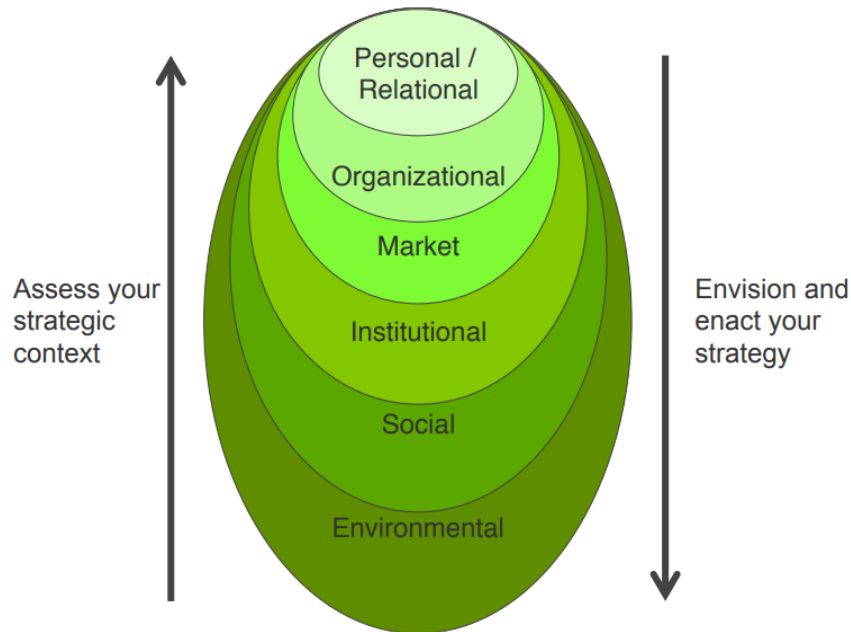 Personal /
Relational
Organizational
Market
Institutional
Social
Environmental
Assess your
strategic
context
Envision and
enact your
strategy